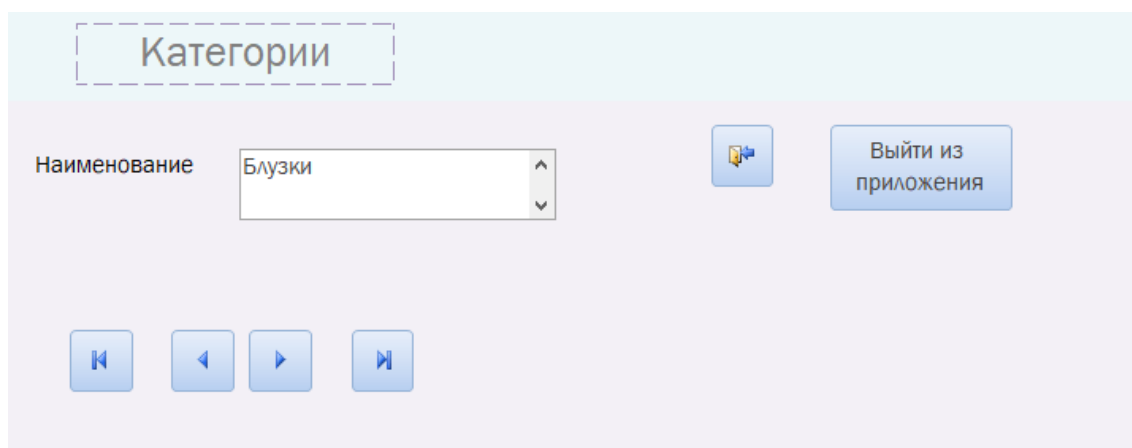 Категории
Наименование
Блузки
Выйти из
приложения